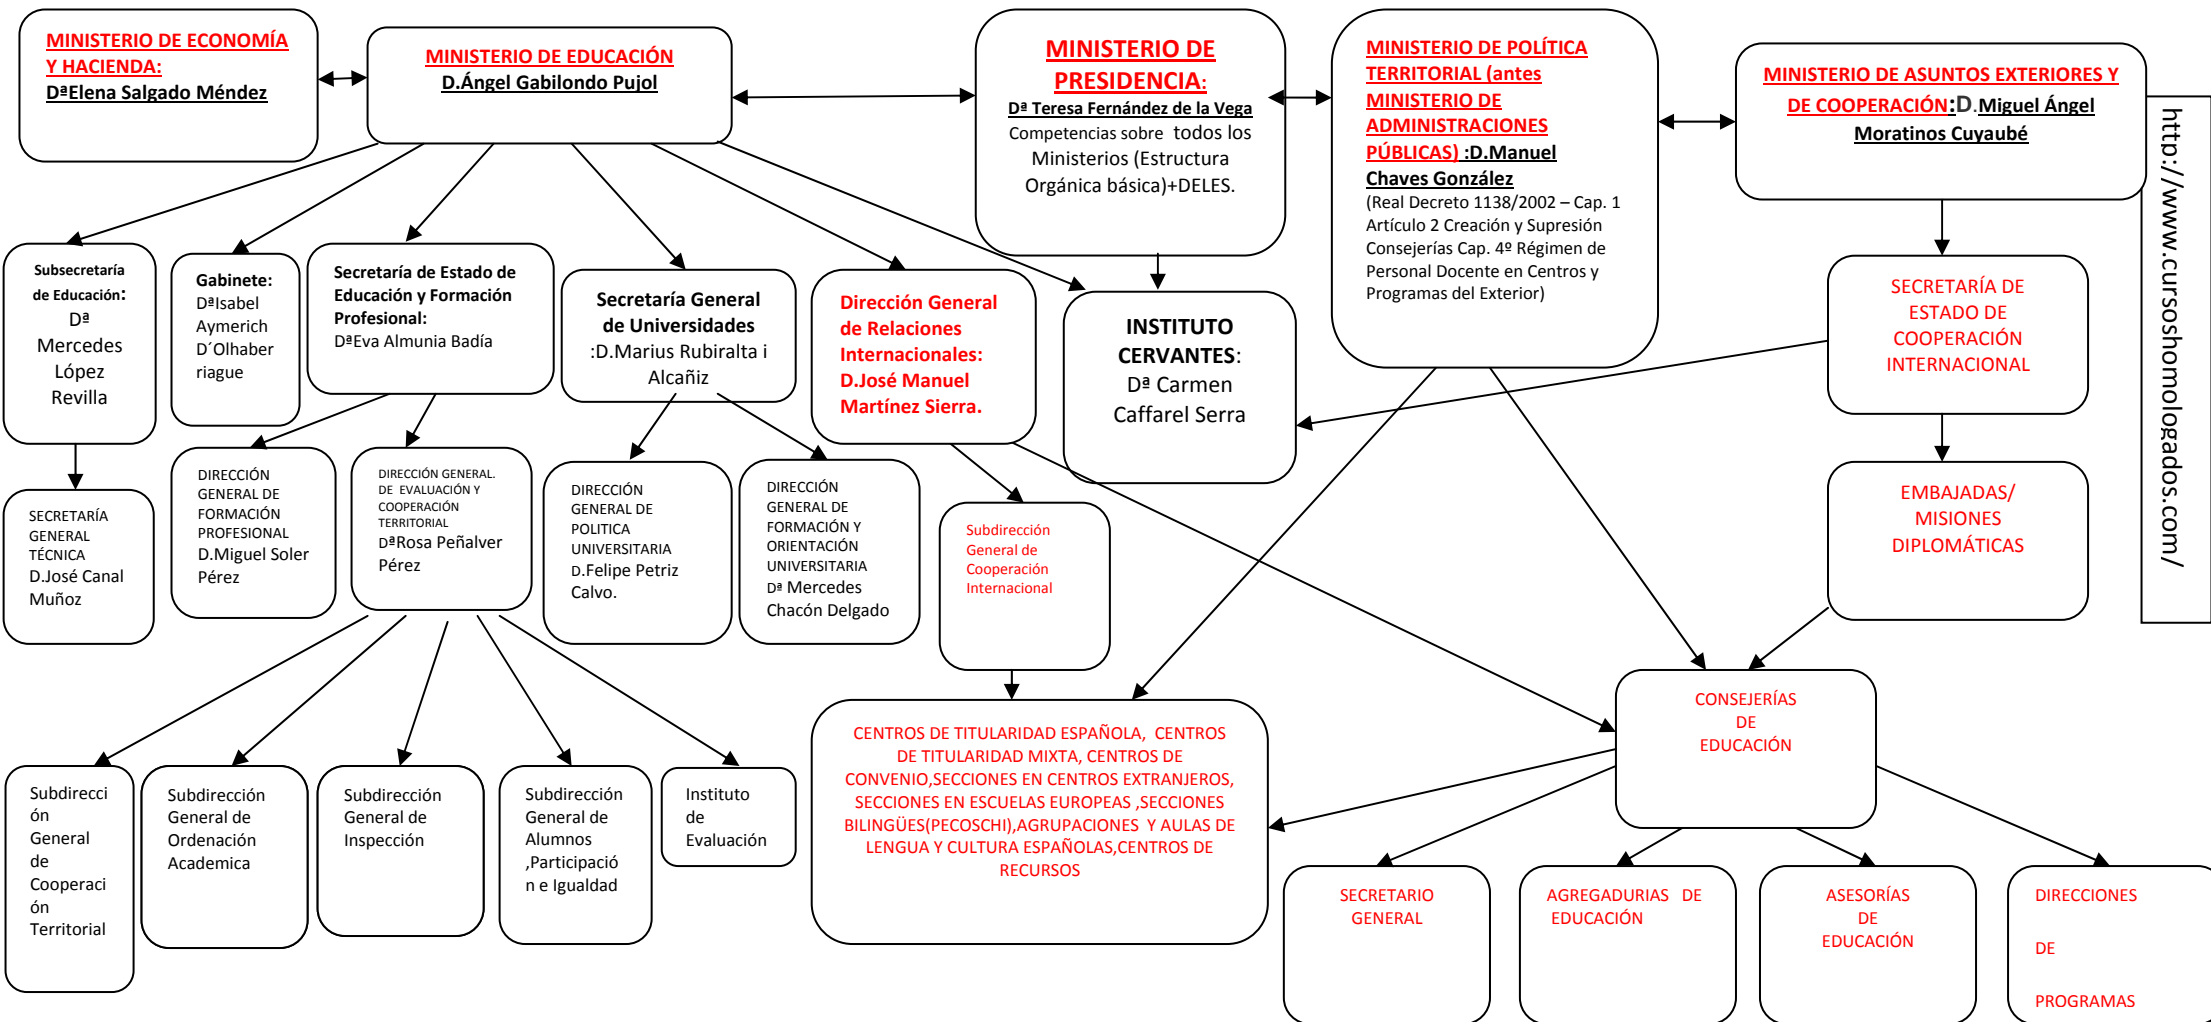 MINISTERIO DE ECONOMÍA
Y HACIENDA:
DªElena Salgado Méndez
MINISTERIO DE EDUCACIÓN
D.Ángel Gabilondo Pujol
MINISTERIO DE
PRESIDENCIA:
Dª Teresa Fernández de la Vega
Competencias sobre todos los
Ministerios (Estructura
Orgánica básica)+DELES.
MINISTERIO DE POLÍTICA
TERRITORIAL (antes
MINISTERIO DE
ADMINISTRACIONES
PÚBLICAS) :D.Manuel
Chaves González
(Real Decreto 1138/2002 – Cap. 1
Artículo 2 Creación y Supresión
Consejerías Cap. 4º Régimen de
Personal Docente en Centros y
Programas del Exterior)
MINISTERIO DE ASUNTOS EXTERIORES Y
DE COOPERACIÓN:D.Miguel Ángel
Moratinos Cuyaubé
http://www.cursoshomologados.com/
Subsecretaría
de Educación:
Dª
Mercedes
López
Revilla
Gabinete:
DªIsabel
Aymerich
D´Olhaber
riague
Secretaría de Estado de
Educación y Formación
Profesional:
DªEva Almunia Badía
Secretaría General
de Universidades
:D.Marius Rubiralta i
Alcañiz
Dirección General
de Relaciones
Internacionales:
D.José Manuel
Martínez Sierra.
INSTITUTO
CERVANTES:
Dª Carmen
Caffarel Serra
SECRETARÍA DE
ESTADO DE
COOPERACIÓN
INTERNACIONAL
SECRETARÍA
GENERAL
TÉCNICA
D.José Canal
Muñoz
DIRECCIÓN
GENERAL DE
FORMACIÓN
PROFESIONAL
D.Miguel Soler
Pérez
DIRECCIÓN GENERAL.
DE EVALUACIÓN Y
COOPERACIÓN
TERRITORIAL
DªRosa Peñalver
Pérez
DIRECCIÓN
GENERAL DE
POLITICA
UNIVERSITARIA
D.Felipe Petriz
Calvo.
DIRECCIÓN
GENERAL DE
FORMACIÓN Y
ORIENTACIÓN
UNIVERSITARIA
Dª Mercedes
Chacón Delgado
Subdirección
General de
Cooperación
Internacional
EMBAJADAS/
MISIONES
DIPLOMÁTICAS
CONSEJERÍAS
DE
EDUCACIÓN
Subdirecci
ón
General
de
Cooperaci
ón
Territorial
Subdirección
General de
Ordenación
Academica
Subdirección
General de
Inspección
Subdirección
General de
Alumnos
,Participació
n e Igualdad
Instituto
de
Evaluación
CENTROS DE TITULARIDAD ESPAÑOLA, CENTROS
DE TITULARIDAD MIXTA, CENTROS DE
CONVENIO,SECCIONES EN CENTROS EXTRANJEROS,
SECCIONES EN ESCUELAS EUROPEAS ,SECCIONES
BILINGÜES(PECOSCHI),AGRUPACIONES Y AULAS DE
LENGUA Y CULTURA ESPAÑOLAS,CENTROS DE
RECURSOS
SECRETARIO
GENERAL
AGREGADURIAS DE
EDUCACIÓN
ASESORÍAS
DE
EDUCACIÓN
DIRECCIONES
DE
PROGRAMAS